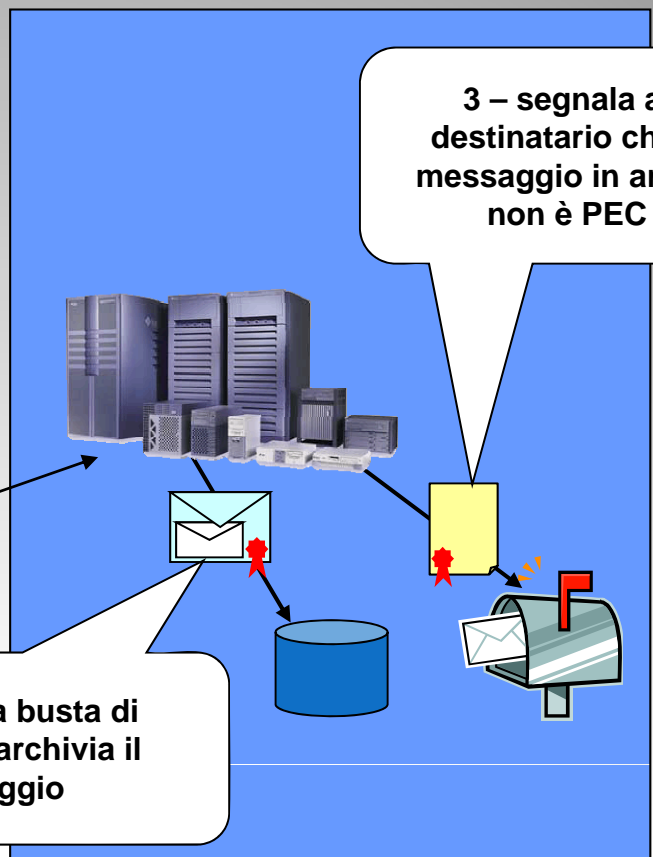 3 – segnala a
destinatario ch
messaggio in ar
non è PEC
a busta di
archivia il
ggio